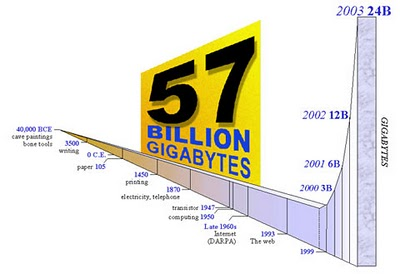 2003 24B
57
BILLION
GIGABYTES
2002 12B
2001 6B
2000 3B
GIGABYTES
40,000 BCE
cave paintings
bone tools
3500
writing
0 C.E.
paper 105
1450
printing
1870
electricity, telephone
transistor 1947
computing 1950
Late 1960s
Internet
(DARPA)
1993
The web
1999